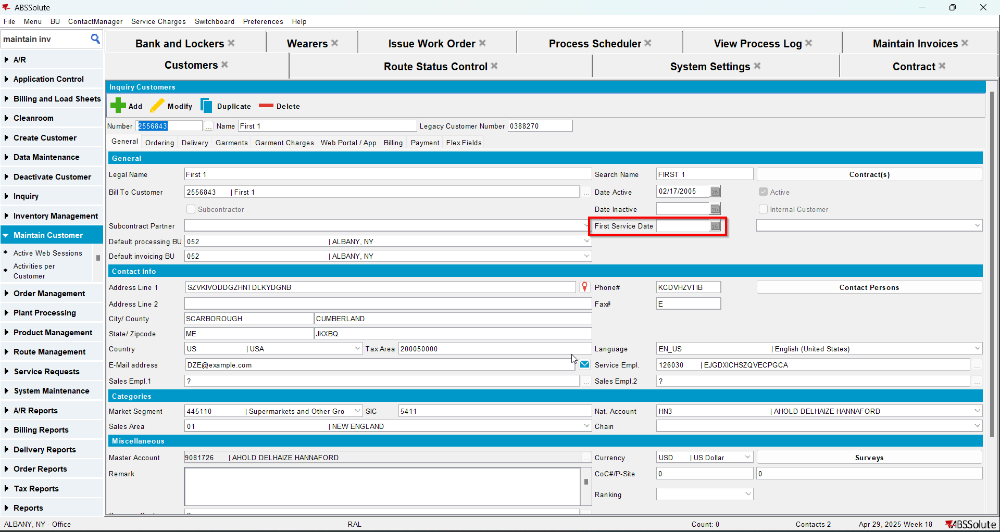 ABSSolute
File Menu BU ContactManager Service Charges Switchboard Preferences Help
maintain inv
Bank and Lockers Wearers Issue Work Order Process Scheduler View Process Log Maintain Invoices
Customers Route Status Control System Settings Contract
A/R
Application Control
Billing and Load Sheets
Cleanroom
Create Customer
Data Maintenance
Deactivate Customer
Inquiry
Inventory Management
Maintain Customer
Active Web Sessions
Activities per
Customer
Order Management
Plant Processing
Product Management
Route Management
Service Requests
System Maintenance
A/R Reports
Billing Reports
Delivery Reports
Order Reports
Tax Reports
Reports
Inquiry Customers
Add Modify Duplicate Delete
Number 2556843 ... Name First 1 Legacy Customer Number 0388270
General Ordering Delivery Garments Garment Charges Web Portal / App Billing Payment Flex Fields
General
Legal Name First 1 Search Name FIRST 1 Contract(s)
Bill To Customer 2556843 | First 1 ... Date Active 02/17/2005 16 Active
Subcontractor Date Inactive 16 Internal Customer
Subcontract Partner First Service Date 16
Default processing BU 052 | ALBANY, NY
Default invoicing BU 052 | ALBANY, NY
Contact info
Address Line 1 SZVKIVODDGZHNTDLKYDGNB Phone# KCDVHZVTIB Contact Persons
Address Line 2 Fax# E
City/ County SCARBOROUGH CUMBERLAND
State/ Zipcode ME JKXBQ
Country US | USA Tax Area 200050000 Language EN_US | English (United States)
E-Mail address DZE@example.com Service Empl. 126030 | EJGDXICHSZQVECPGCA ...
Sales Empl.1 ? ... Sales Empl.2 ? ...
Categories
Market Segment 445110 | Supermarkets and Other Gro SIC 5411 Nat. Account HN3 | AHOLD DELHAIZE HANNAFORD
Sales Area 01 | NEW ENGLAND Chain
Miscellaneous
Master Account 9081726 | AHOLD DELHAIZE HANNAFORD ... Currency USD | US Dollar Surveys
Remark CoC#/P-Site 0 0
Ranking
ALBANY, NY - Office RAL Count: 0 Contacts 2 Apr 29, 2025 Week 18 ABSSolute